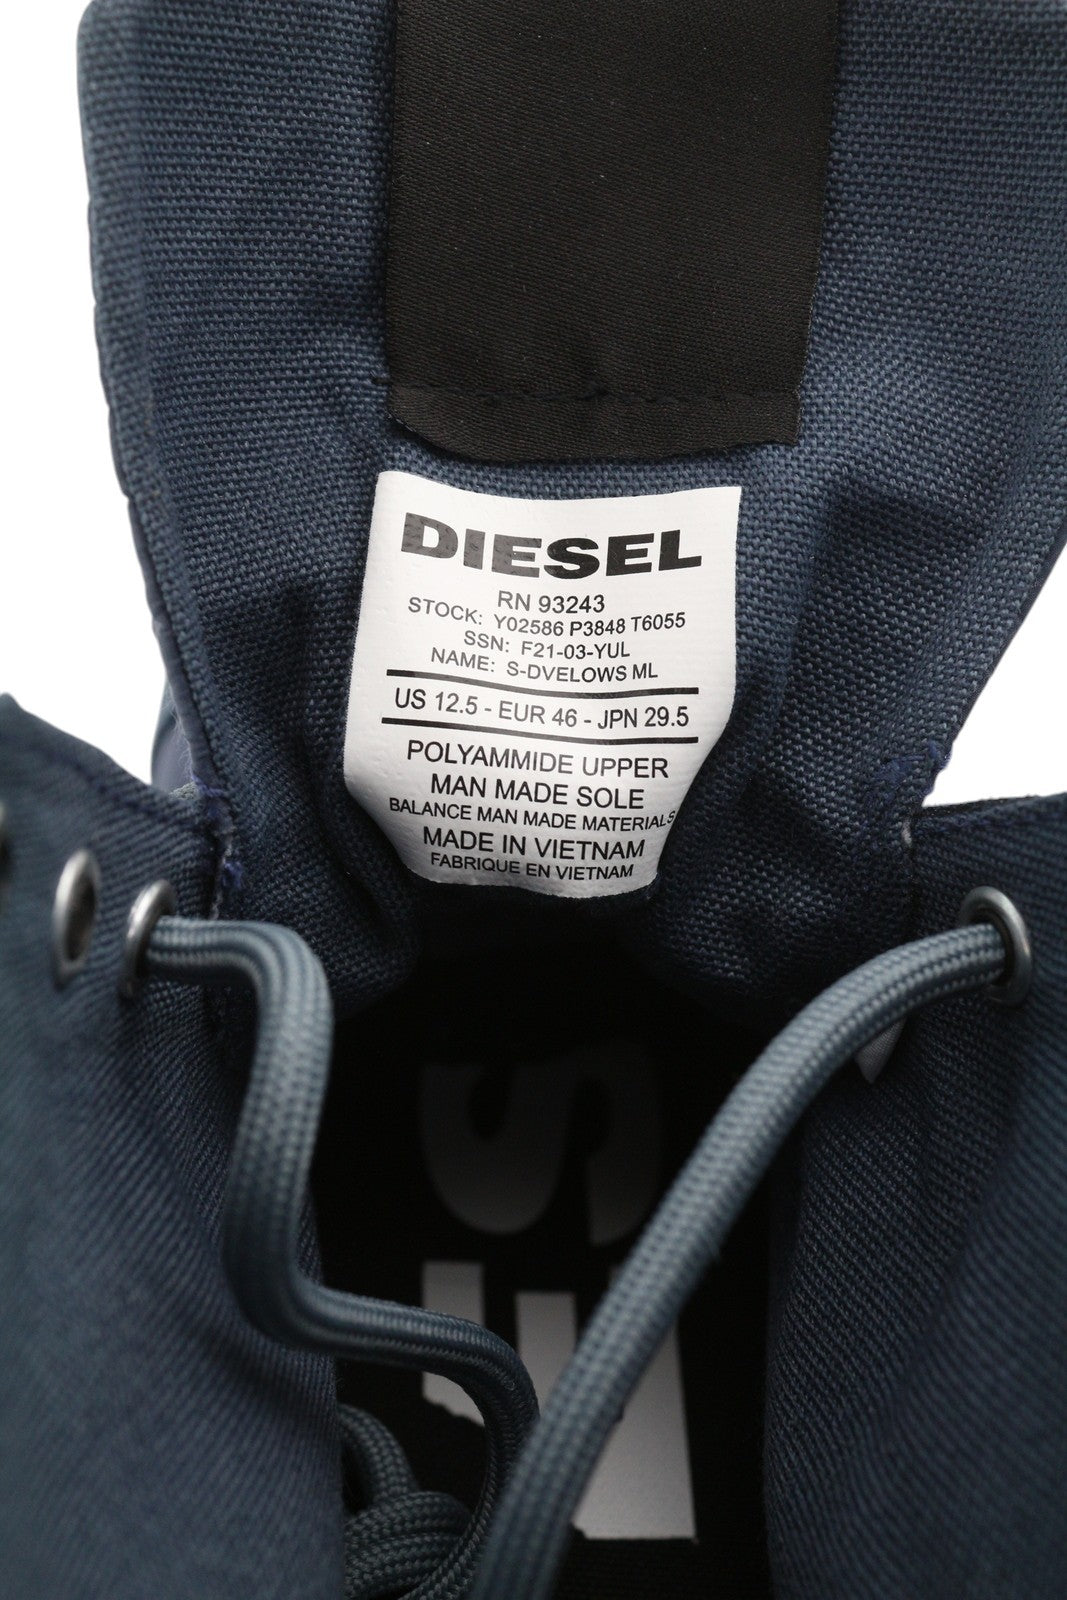 DIESEL
RN 93243
STOCK: Y02586 P3848 T6055
SSN: F21-03-YUL
NAME: S-DVELOWS ML
US 12.5 - EUR 46 - JPN 29.5
POLYAMMIDE UPPER
MAN MADE SOLE
BALANCE MAN MADE MATERIALS
MADE IN VIETNAM
FABRIQUE EN VIETNAM